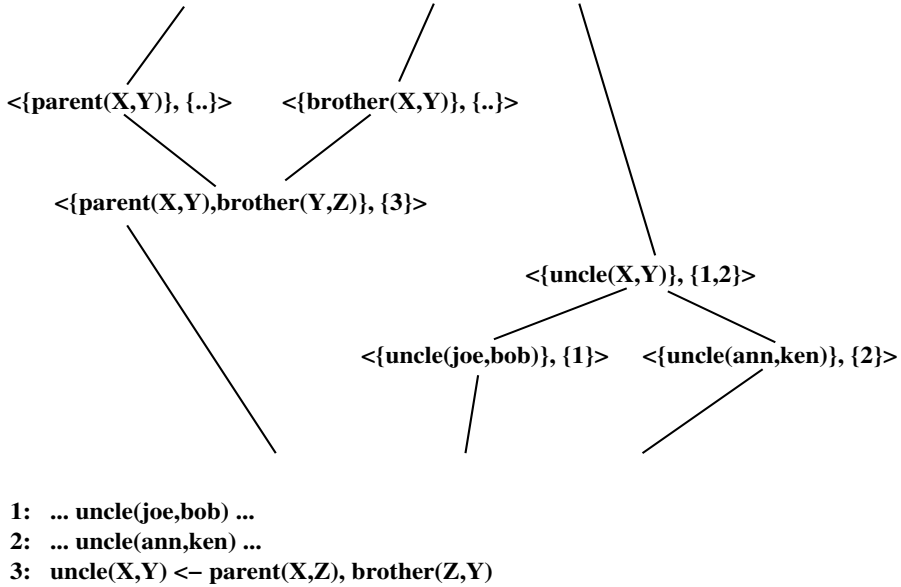 <{parent(X,Y)}, {..}> <{brother(X,Y)}, {..}>
<{parent(X,Y),brother(Y,Z)}, {3}>
<{uncle(X,Y)}, {1,2}>
<{uncle(joe,bob)}, {1}> <{uncle(ann,ken)}, {2}>
1: ... uncle(joe,bob) ...
2: ... uncle(ann,ken) ...
3: uncle(X,Y) <− parent(X,Z), brother(Z,Y)